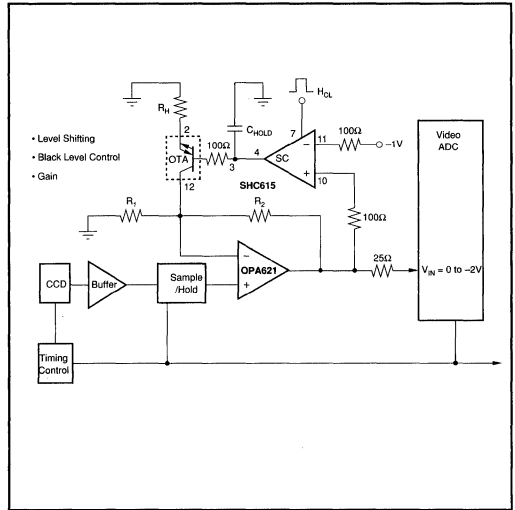 H_CL
R_H
2
C_HOLD
7
• Level Shifting
• Black Level Control
• Gain
OTA
100Ω
3
4
SC
−
11
100Ω
−1V
+
10
SHC615
12
100Ω
Video
ADC
R_1
R_2
−
OPA621
+
25Ω
V_IN = 0 to −2V
CCD
Buffer
Sample
/Hold
Timing
Control